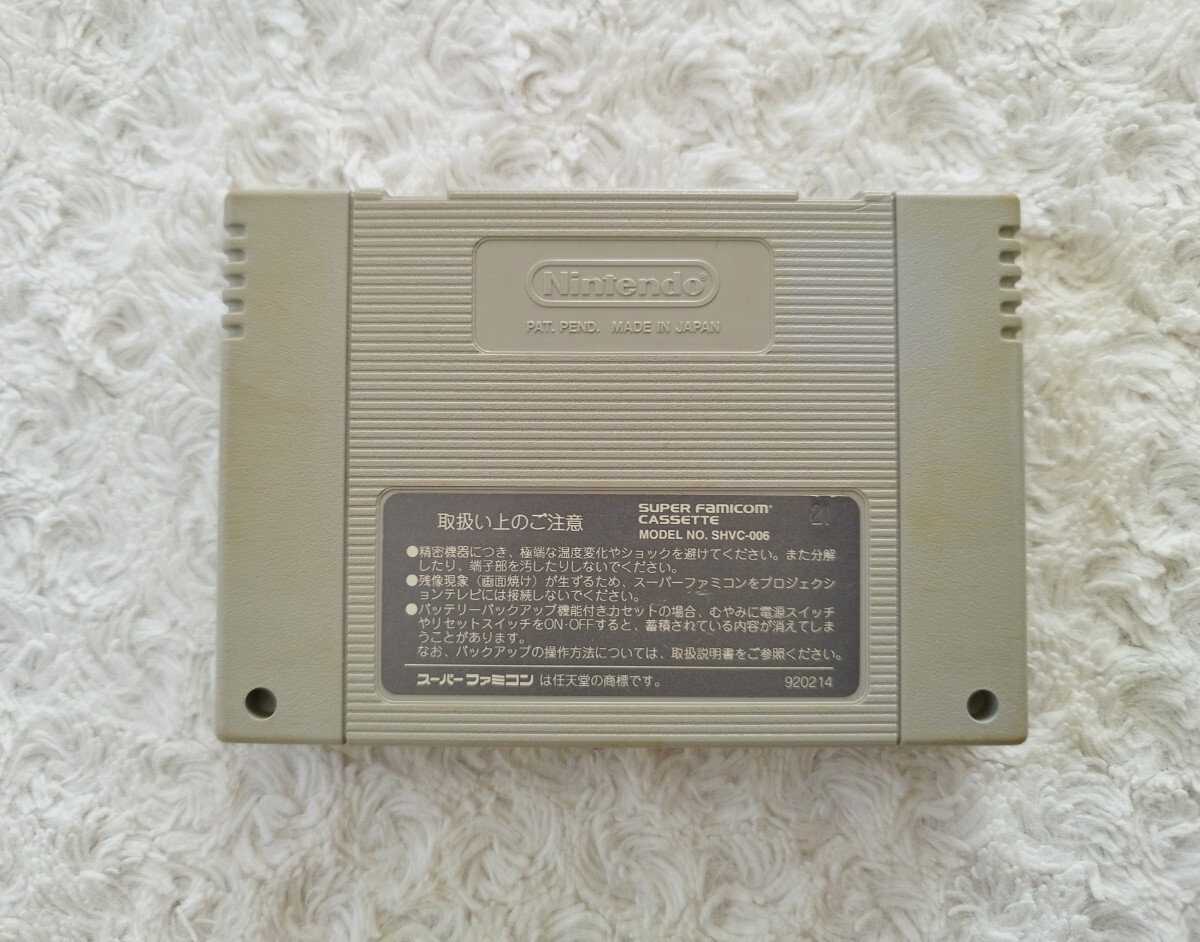 Nintendo®
PAT. PEND. MADE IN JAPAN
取扱い上のご注意
SUPER FAMICOM®
CASSETTE
MODEL NO. SHVC-006
21
●精密機器につき、極端な温度変化やショックを避けてください。また分解
したり、端子部を汚したりしないでください。
●残像現象(画面焼け)が生ずるため、スーパーファミコンをプロジェクシ
ョンテレビには接続しないでください。
●バッテリーバックアップ機能付きカセットの場合、むやみに電源スイッチ
やリセットスイッチをON・OFFすると、蓄積されている内容が消えてしま
うことがあります。
なお、バックアップの操作方法については、取扱説明書をご参照ください。
スーパーファミコン は任天堂の商標です。
920214